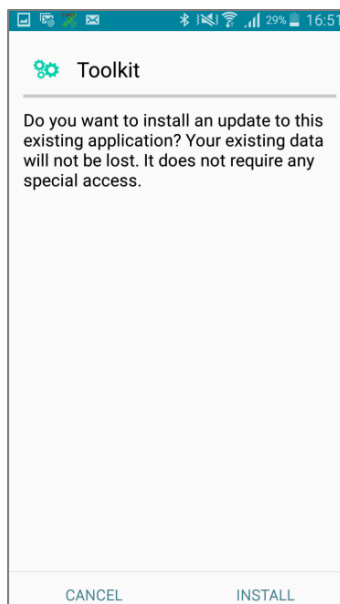 29% 16:51
Toolkit
Do you want to install an update to this
existing application? Your existing data
will not be lost. It does not require any
special access.
CANCEL INSTALL